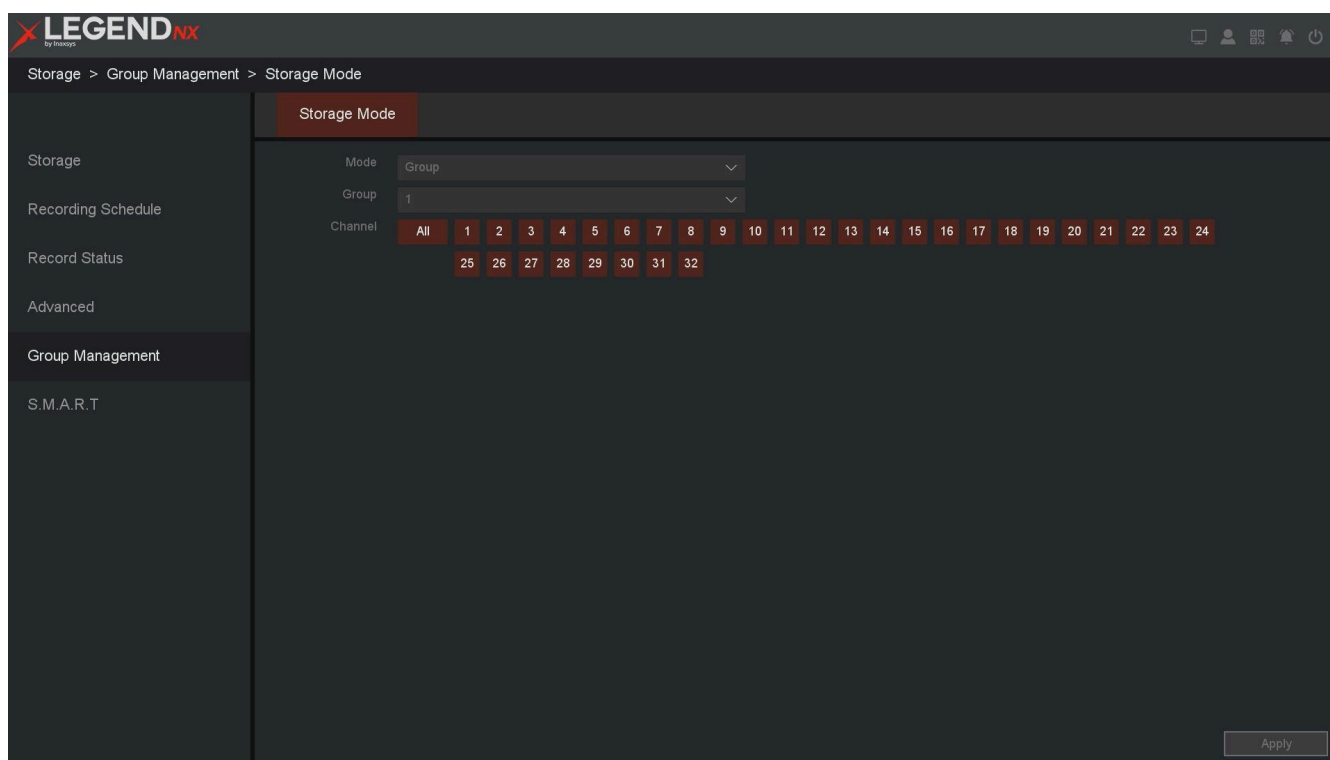 LEGEND NX
by Inaxsys
Storage > Group Management > Storage Mode
Storage Mode
Storage
Recording Schedule
Record Status
Advanced
Group Management
S.M.A.R.T
Mode Group
Group 1
Channel All 1 2 3 4 5 6 7 8 9 10 11 12 13 14 15 16 17 18 19 20 21 22 23 24
25 26 27 28 29 30 31 32
Apply